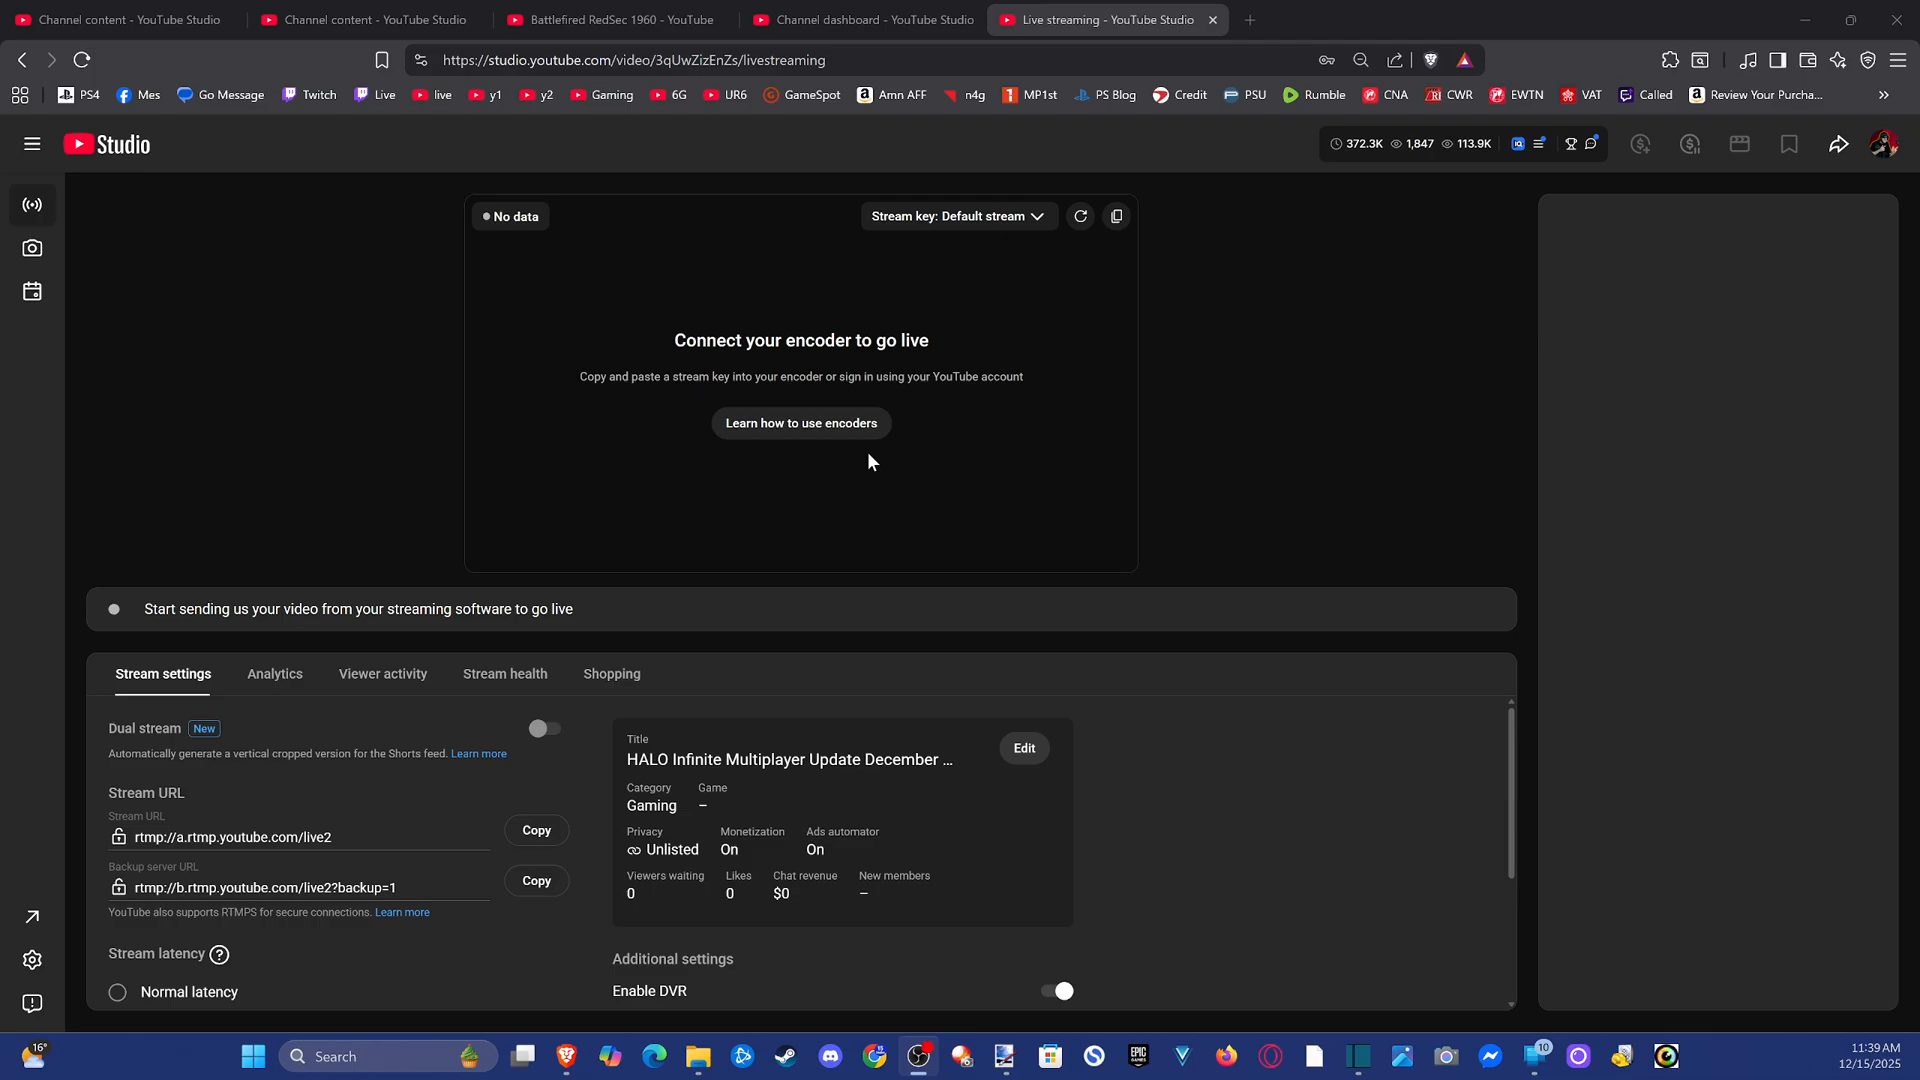 Channel content - YouTube Studio
Channel content - YouTube Studio
Battlefired RedSec 1960 - YouTube
Channel dashboard - YouTube Studio
Live streaming - YouTube Studio
https://studio.youtube.com/video/3qUwZizEnZs/livestreaming
PS4
Mes
Go Message
Twitch
Live
live
y1
y2
Gaming
6G
UR6
GameSpot
Amn AFF
n4g
MP1st
PS Blog
Credit
PSU
Rumble
CNA
CWR
EWTN
VAT
Called
Review Your Purcha...
Studio
372.3K
1,847
113.9K
No data
Stream key: Default stream
Connect your encoder to go live
Copy and paste a stream key into your encoder or sign in using your YouTube account
Learn how to use encoders
Start sending us your video from your streaming software to go live
Stream settings
Analytics
Viewer activity
Stream health
Shopping
Dual stream
New
Automatically generate a vertical cropped version for the Shorts feed. Learn more
Stream URL
Stream URL
rtmp://a.rtmp.youtube.com/live2
Copy
Backup server URL
rtmp://b.rtmp.youtube.com/live2?backup=1
Copy
YouTube also supports RTMPS for secure connections. Learn more
Stream latency
Normal latency
Title
HALO Infinite Multiplayer Update December ...
Edit
Category
Game
Gaming
–
Privacy
Monetization
Ads automator
Unlisted
On
On
Viewers waiting
Likes
Chat revenue
New members
0
0
$0
–
Additional settings
Enable DVR
16°
Search
10
11:39 AM
12/15/2025